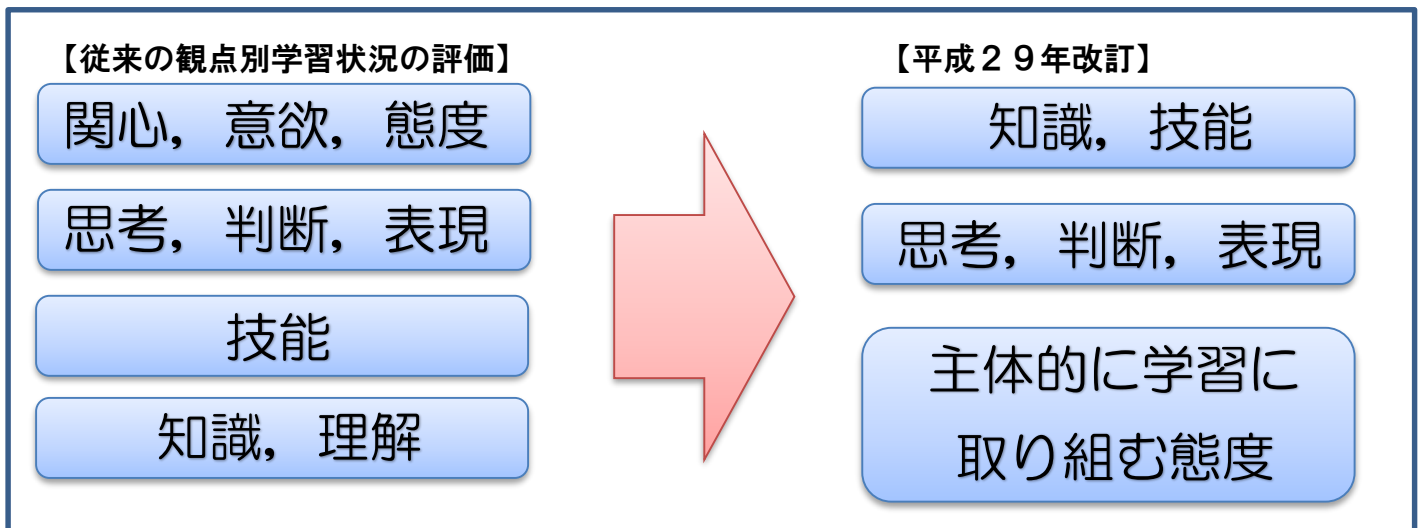 【従来の観点別学習状況の評価】
関心，意欲，態度
思考，判断，表現
技能
知識，理解
【平成２９年改訂】
知識，技能
思考，判断，表現
主体的に学習に
取り組む態度